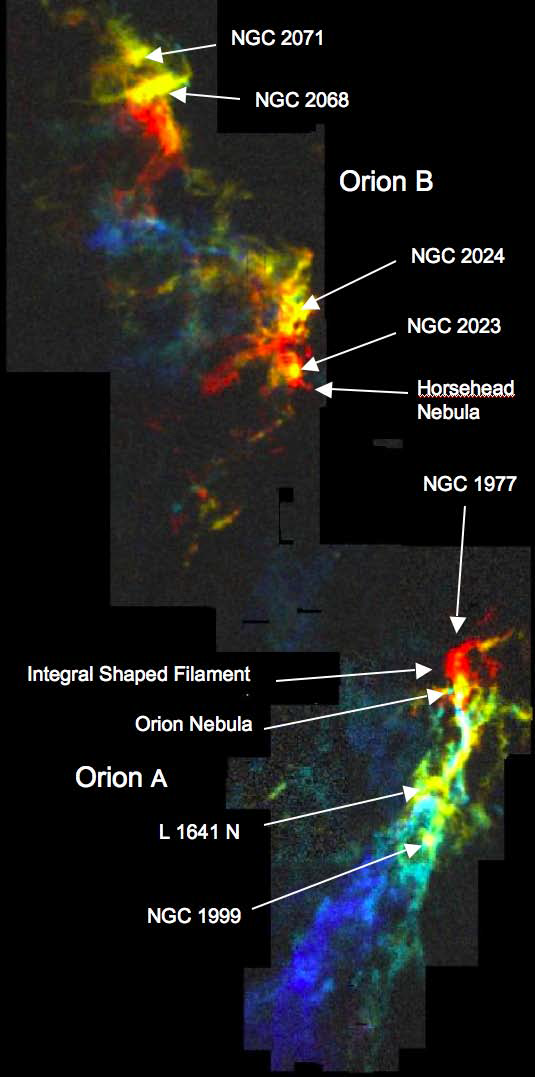 NGC 2071
NGC 2068
Orion B
NGC 2024
NGC 2023
Horsehead
Nebula
NGC 1977
Integral Shaped Filament
Orion Nebula
Orion A
L 1641 N
NGC 1999